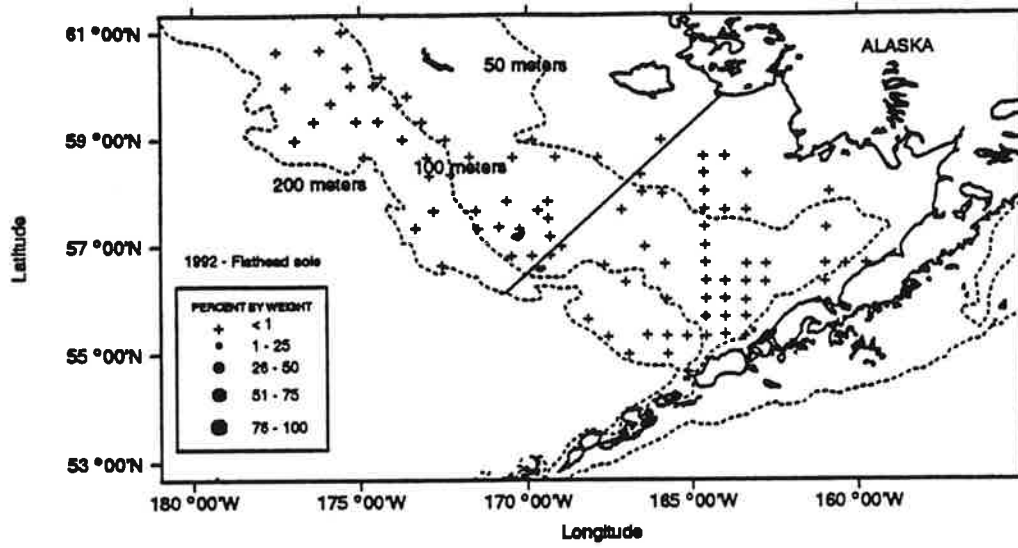 61 °00'N
59 °00'N
57 °00'N
55 °00'N
53 °00'N
Latitude
ALASKA
50 meters
100 meters
200 meters
1992 - Flathead sole
PERCENT BY WEIGHT
< 1
1 - 25
26 - 50
51 - 75
76 - 100
180 °00'W
175 °00'W
170 °00'W
165 °00'W
160 °00'W
Longitude